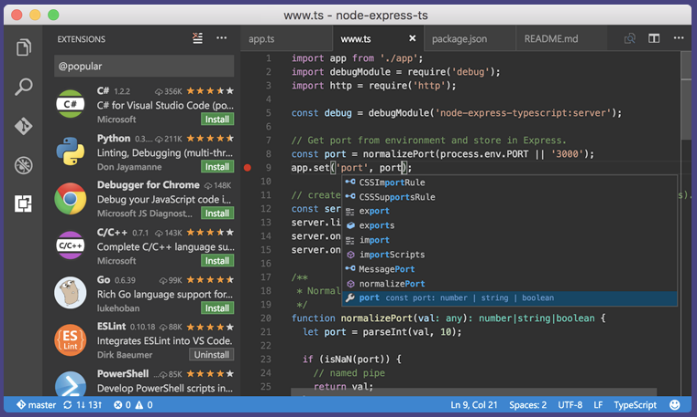 www.ts - node-express-ts
EXTENSIONS
@popular
C# 1.2.2 356K
C# for Visual Studio Code (po...
Microsoft Install
Python 0.3... 211K
Linting, Debugging (multi-thr...
Don Jayamanne Install
Debugger for Chrome 148K
Debug your JavaScript code i...
Microsoft JS Diagnost... Install
C/C++ 0.7.1 143K
Complete C/C++ language su...
Microsoft Install
Go 0.6.39 99K
Rich Go language support for...
lukehoban Install
ESLint 0.10.18 88K
Integrates ESLint into VS Code.
Dirk Baeumer Uninstall
PowerShell ... 85K
Develop PowerShell scripts in...
app.ts www.ts package.json README.md
1 import app from './app';
2 import debugModule = require('debug');
3 import http = require('http');
4
5 const debug = debugModule('node-express-typescript:server');
6
7 // Get port from environment and store in Express.
8 const port = normalizePort(process.env.PORT || '3000');
9 app.set('port', port);
10
11 // create
12 const ser
13 server.li
14 server.on
15 server.on
16
17 /**
18 * Normal
19 */
20 function normalizePort(val: any): number|string|boolean {
21 let port = parseInt(val, 10);
22
23 if (isNaN(port)) {
24 // named pipe
25 return val;
CSSImportRule
CSSSupportsRule
export
exports
import
importScripts
MessagePort
normalizePort
port const port: number | string | boolean
master 1↓ 13↑ 0 0 Ln 9, Col 21 Spaces: 2 UTF-8 LF TypeScript